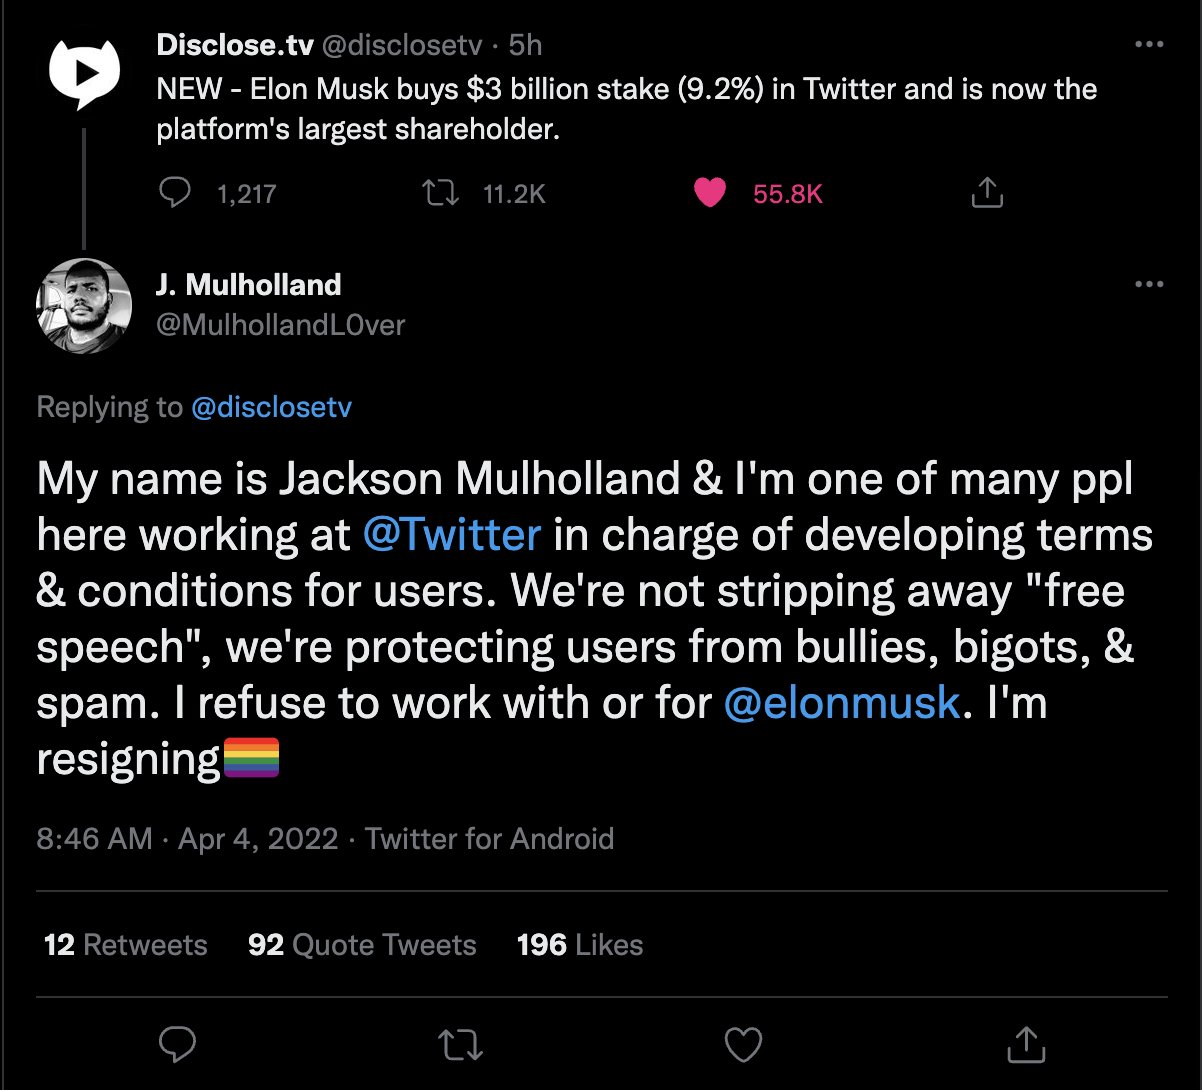 Disclose.tv @disclosetv · 5h
NEW - Elon Musk buys $3 billion stake (9.2%) in Twitter and is now the
platform's largest shareholder.
1,217 11.2K 55.8K
J. Mulholland
@MulhollandL0ver
Replying to @disclosetv
My name is Jackson Mulholland & I'm one of many ppl
here working at @Twitter in charge of developing terms
& conditions for users. We're not stripping away "free
speech", we're protecting users from bullies, bigots, &
spam. I refuse to work with or for @elonmusk. I'm
resigning🏳️‍🌈
8:46 AM · Apr 4, 2022 · Twitter for Android
12 Retweets 92 Quote Tweets 196 Likes